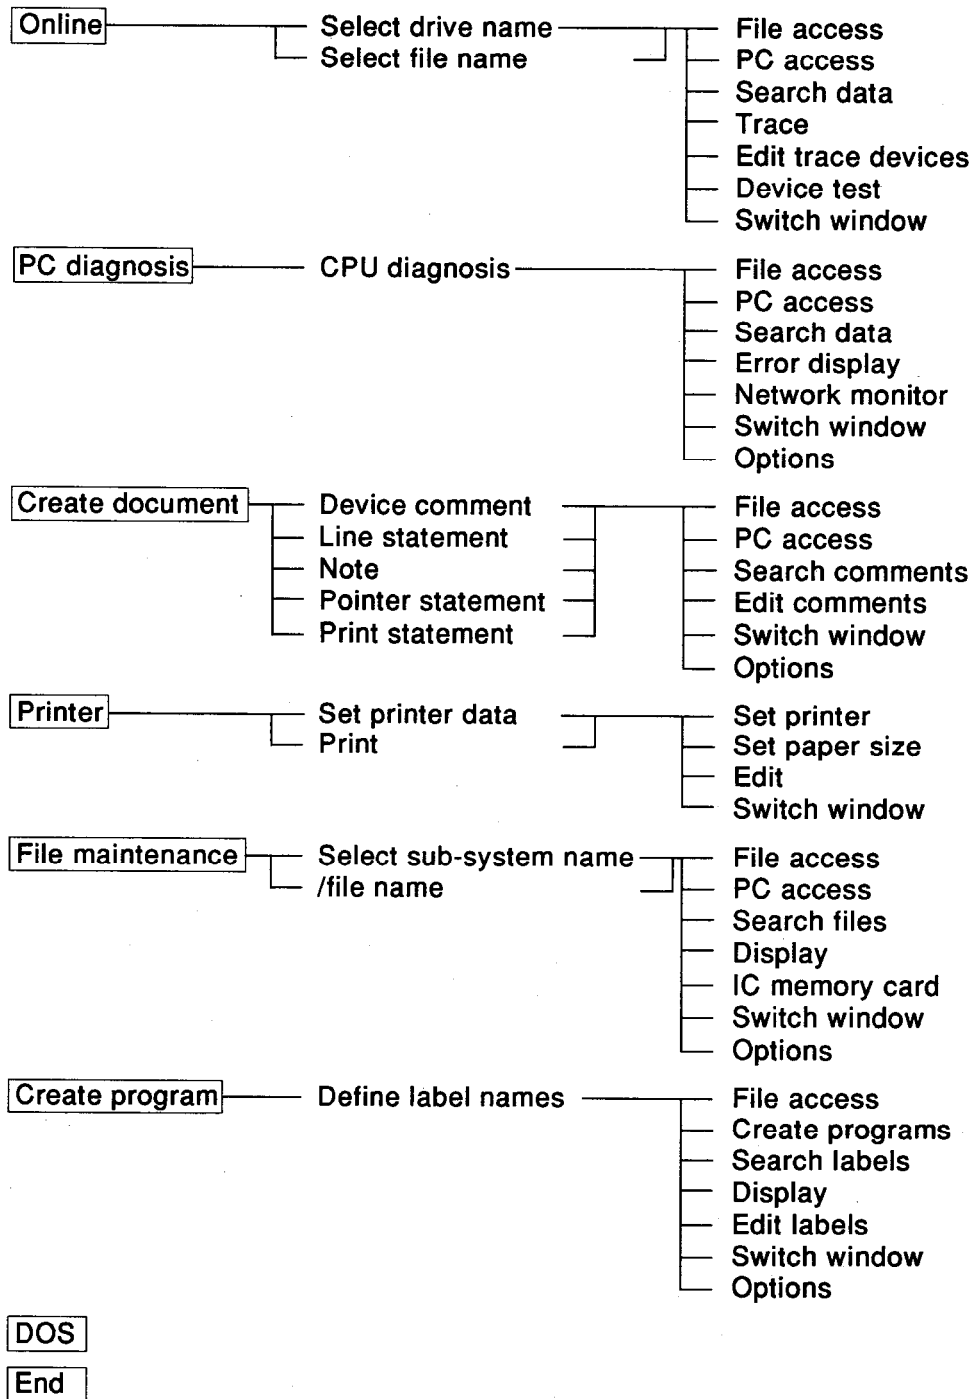 Online Select drive name File access
Select file name PC access
Search data
Trace
Edit trace devices
Device test
Switch window
PC diagnosis CPU diagnosis File access
PC access
Search data
Error display
Network monitor
Switch window
Options
Create document Device comment File access
Line statement PC access
Note Search comments
Pointer statement Edit comments
Print statement Switch window
Options
Printer Set printer data Set printer
Print Set paper size
Edit
Switch window
File maintenance Select sub-system name File access
/file name PC access
Search files
Display
IC memory card
Switch window
Options
Create program Define label names File access
Create programs
Search labels
Display
Edit labels
Switch window
Options
DOS
End